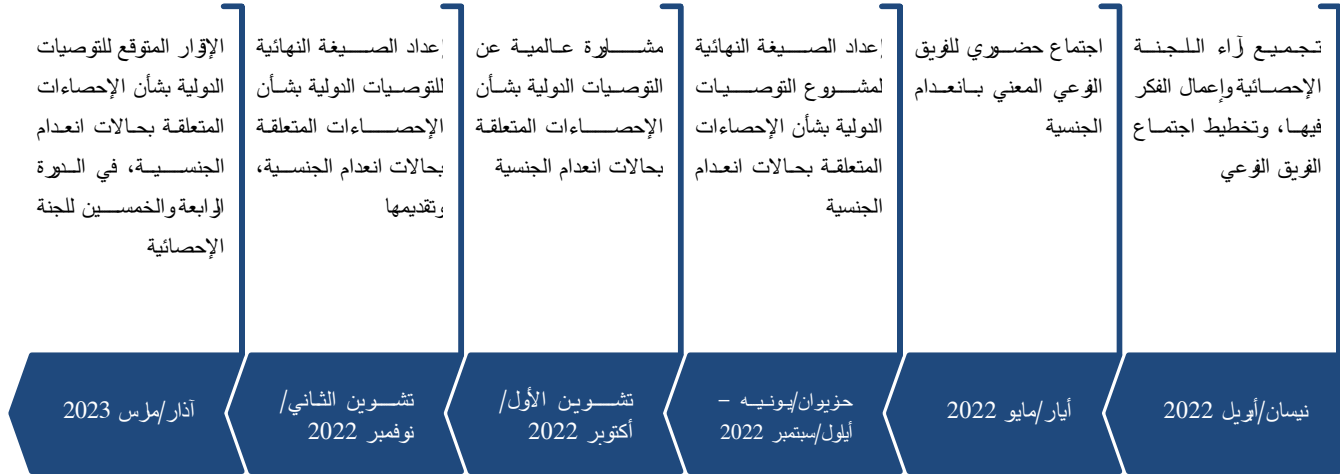 تجميع آراء اللجنة
الإحصائية وإعمال الفكر
فيها، وتخطيط اجتماع
الفريق الفرعي
نيسان/أبريل 2022
اجتماع حضوري للفريق
الفرعي المعني بانعدام
الجنسية
أيار/مايو 2022
إعداد الصيغة النهائية
لمشروع التوصيات
الدولية بشأن الإحصاءات
المتعلقة بحالات انعدام
الجنسية
حزيران/يونيه –
أيلول/سبتمبر 2022
مشاورة عالمية عن
التوصيات الدولية بشأن
الإحصاءات المتعلقة
بحالات انعدام الجنسية
تشرين الأول/
أكتوبر 2022
إعداد الصيغة النهائية
للتوصيات الدولية بشأن
الإحصاءات المتعلقة
بحالات انعدام الجنسية،
وتقديمها
تشرين الثاني/
نوفمبر 2022
الإقرار المتوقع للتوصيات
الدولية بشأن الإحصاءات
المتعلقة بحالات انعدام
الجنسية، في الدورة
الرابعة والخمسين للجنة
الإحصائية
آذار/مارس 2023